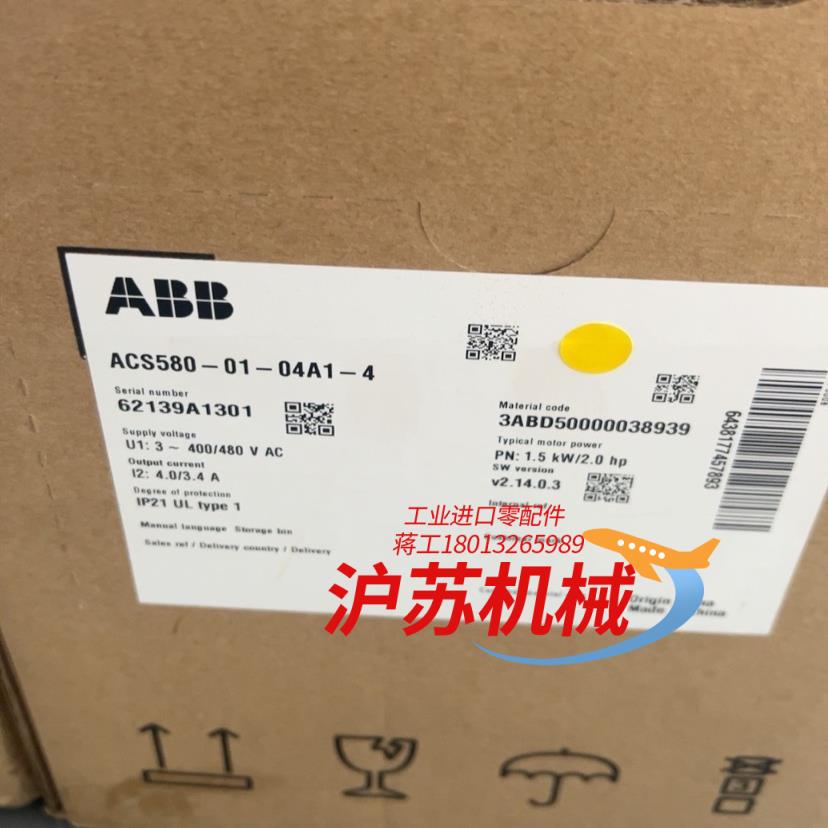 ABB
ACS580-01-04A1-4
Serial number
62139A1301
Supply voltage
U1: 3 ~ 400/480 V AC
Output current
I2: 4.0/3.4 A
Degree of protection
IP21 UL type 1
Manual language Storage bin
Sales ref / Delivery country / Delivery
Material code
3ABD50000038939
Typical motor power
PN: 1.5 kW/2.0 hp
SW version
v2.14.0.3
Internal ref
6438177457893
工业进口零配件
蒋工18013265989
沪苏机械
Origin
Made